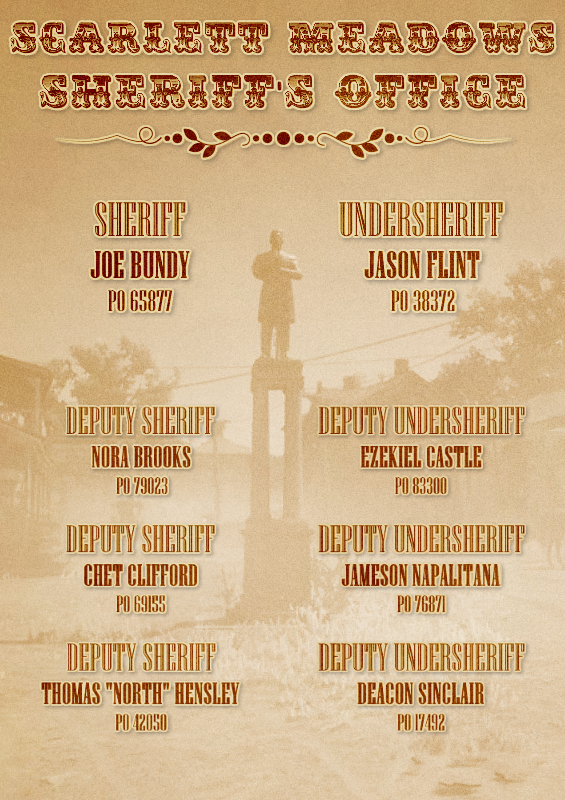 SCARLETT MEADOWS
SHERIFF'S OFFICE
SHERIFF
JOE BUNDY
PO 65877
UNDERSHERIFF
JASON FLINT
PO 38372
DEPUTY SHERIFF
NORA BROOKS
PO 79023
DEPUTY UNDERSHERIFF
EZEKIEL CASTLE
PO 83300
DEPUTY SHERIFF
CHET CLIFFORD
PO 69155
DEPUTY UNDERSHERIFF
JAMESON NAPALITANA
PO 76871
DEPUTY SHERIFF
THOMAS "NORTH" HENSLEY
PO 42850
DEPUTY UNDERSHERIFF
DEACON SINCLAIR
PO 17492